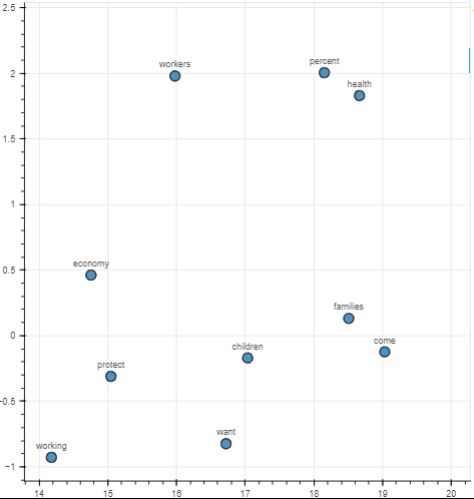 2.5
workers
percent
2
health
1.5
1
economy
0.5
families
0
come
children
protect
-0.5
want
working
-1
14 15 16 17 18 19 20